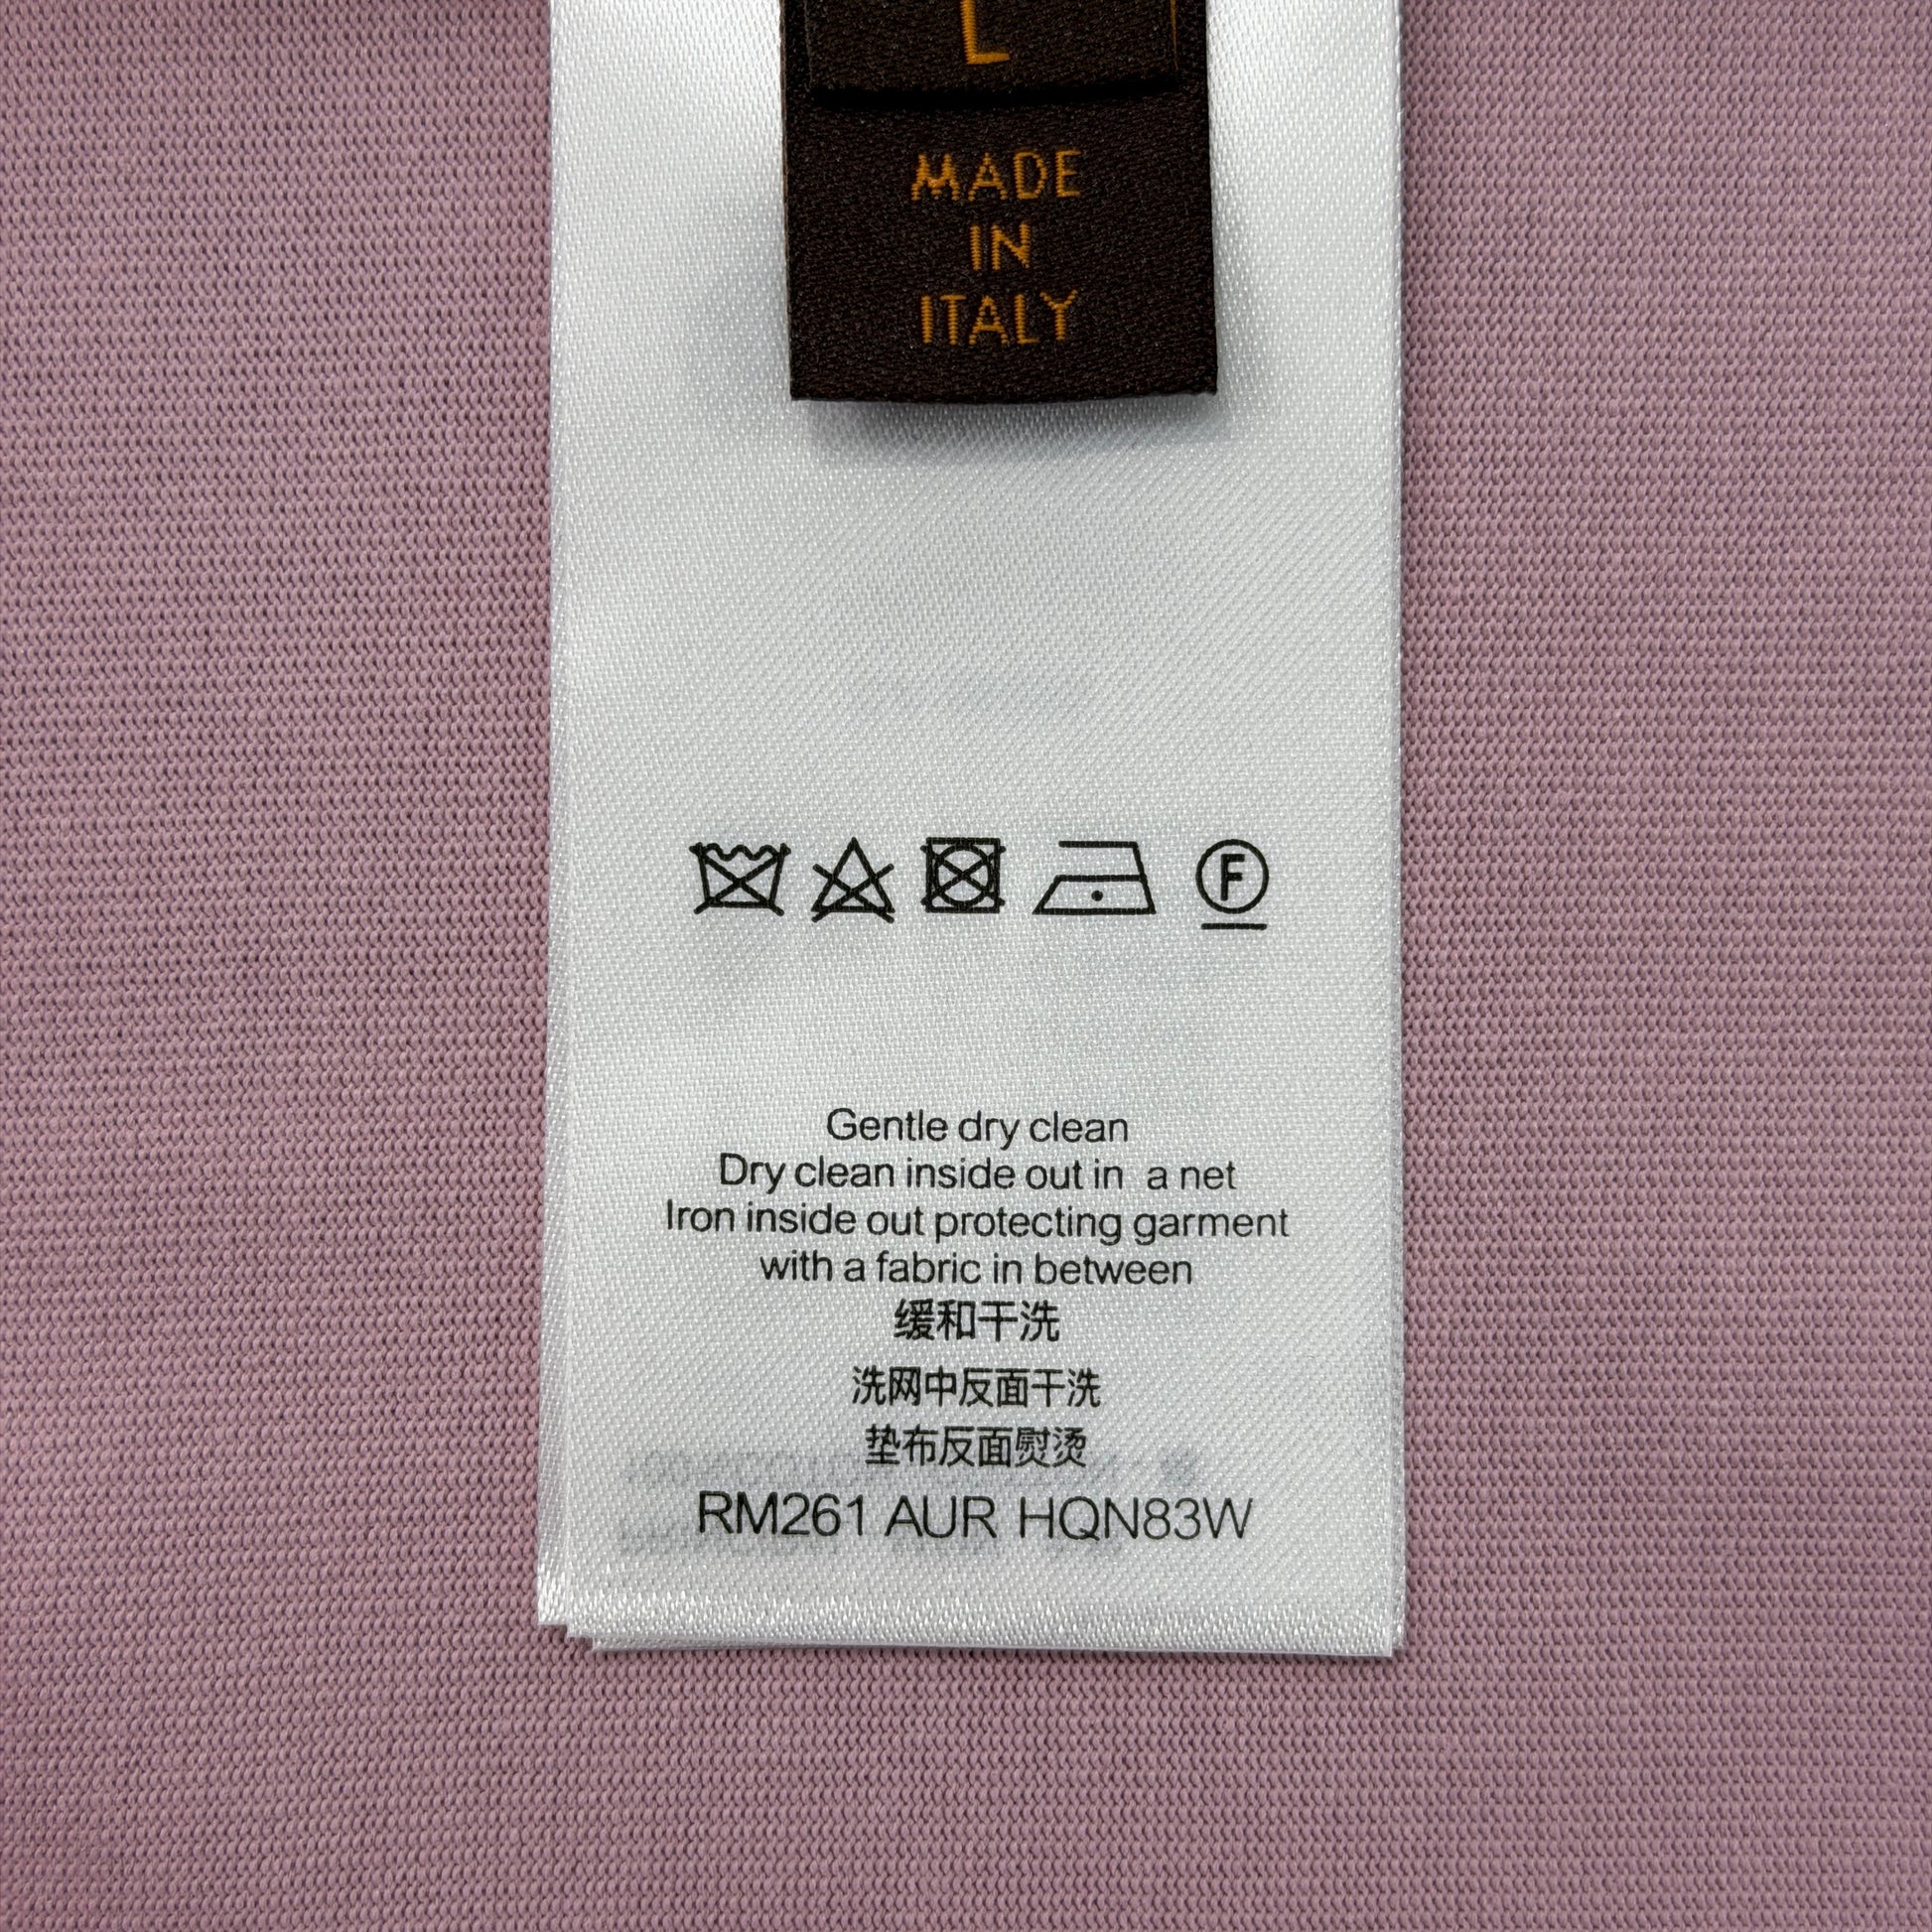 L
MADE
IN
ITALY
F
Gentle dry clean
Dry clean inside out in a net
Iron inside out protecting garment
with a fabric in between
缓和干洗
洗网中反面干洗
垫布反面熨烫
RM261 AUR HQN83W